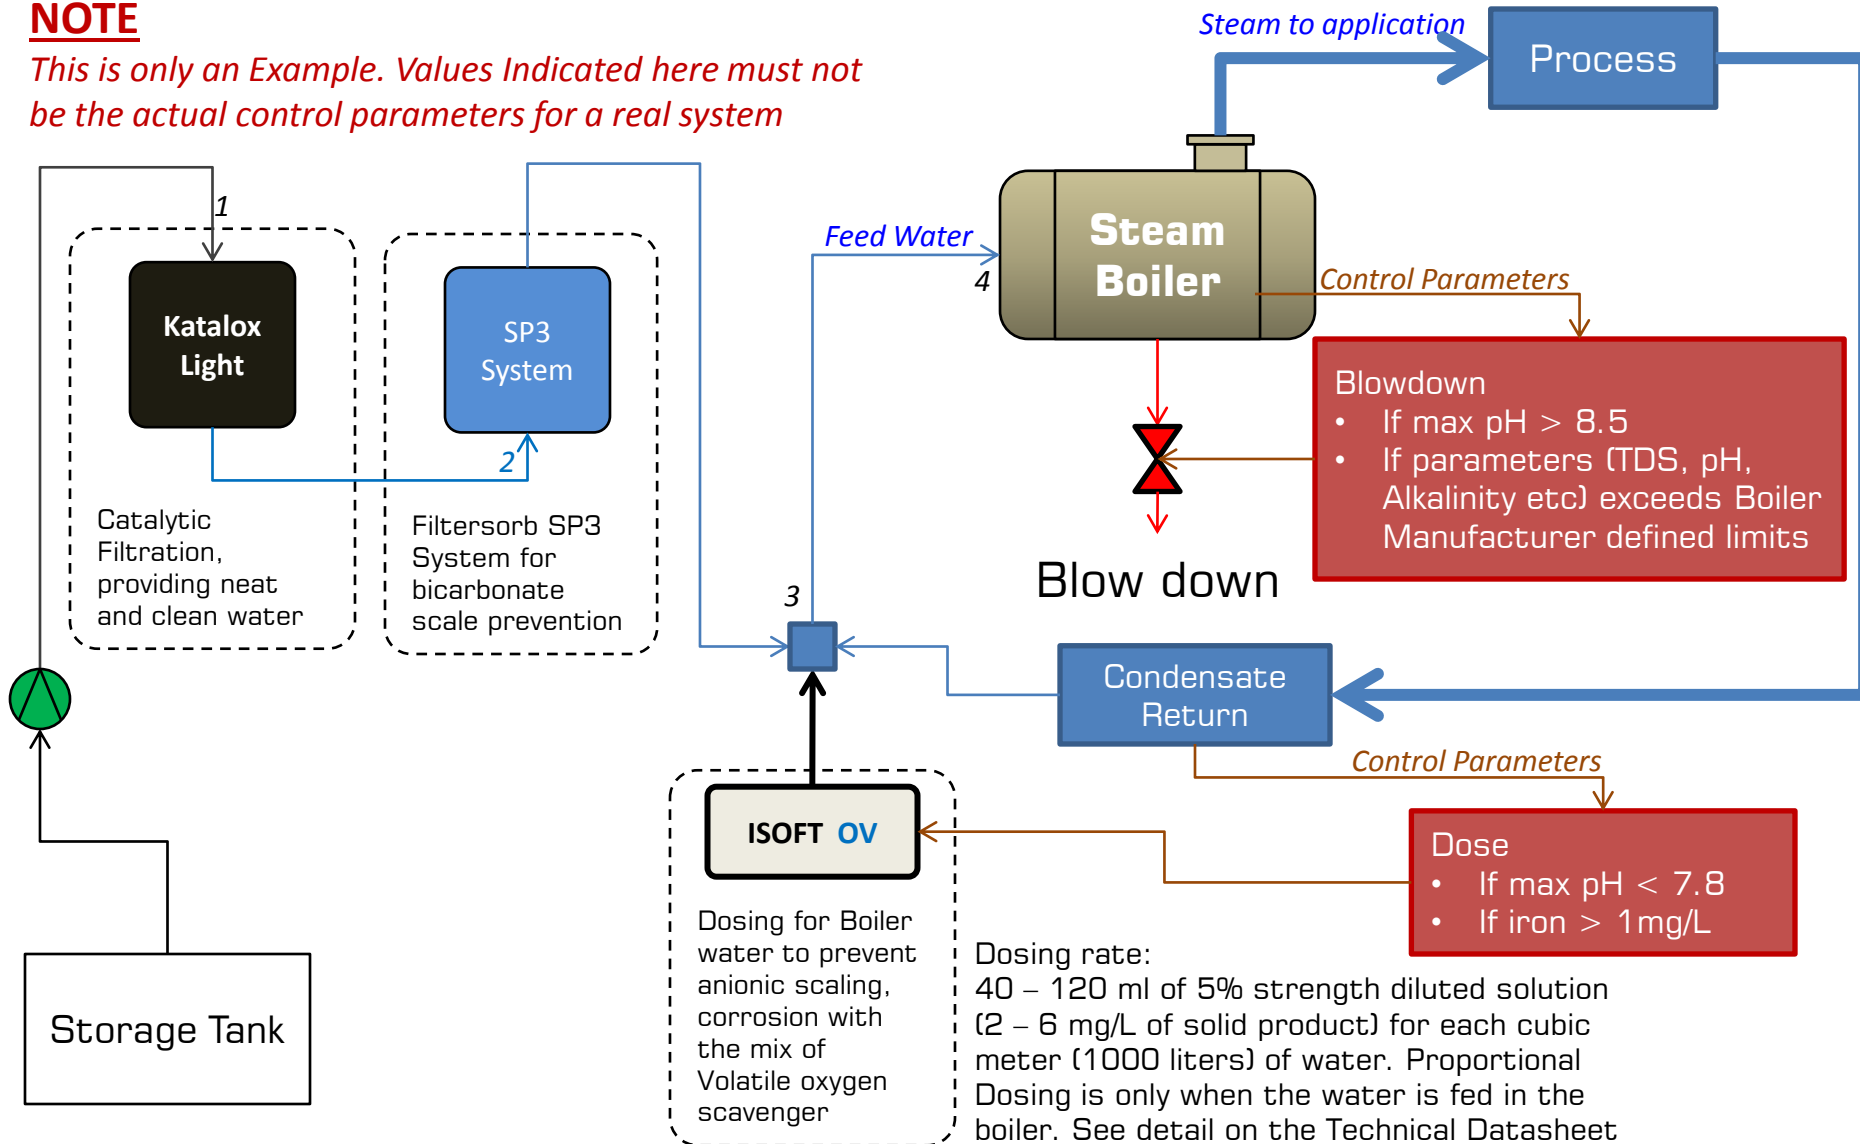 NOTE
This is only an Example. Values Indicated here must not
be the actual control parameters for a real system
Steam to application
Process
1
Katalox
Light
2
Catalytic
Filtration,
providing neat
and clean water
SP3
System
Filtersorb SP3
System for
bicarbonate
scale prevention
Feed Water
4
Steam
Boiler
Control Parameters
Blowdown
• If max pH > 8.5
• If parameters (TDS, pH,
Alkalinity etc) exceeds Boiler
Manufacturer defined limits
Blow down
3
Condensate
Return
Control Parameters
ISOFT OV
Dose
• If max pH < 7.8
• If iron > 1mg/L
Dosing for Boiler
water to prevent
anionic scaling,
corrosion with
the mix of
Volatile oxygen
scavenger
Dosing rate:
40 – 120 ml of 5% strength diluted solution
(2 – 6 mg/L of solid product) for each cubic
meter (1000 liters) of water. Proportional
Dosing is only when the water is fed in the
boiler. See detail on the Technical Datasheet
Storage Tank